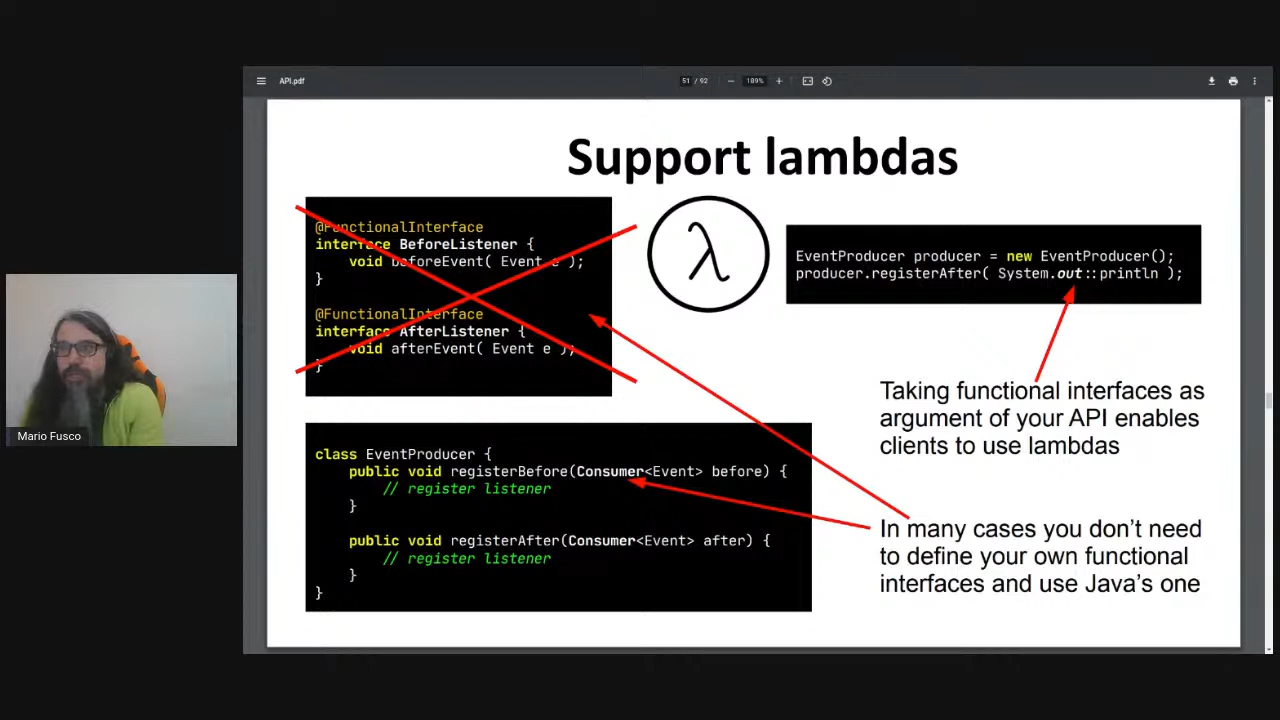 API.pdf
51 / 92
109%
Support lambdas
@FunctionalInterface
interface BeforeListener {
void beforeEvent( Event e );
}
@FunctionalInterface
interface AfterListener {
void afterEvent( Event e );
}
λ
EventProducer producer = new EventProducer();
producer.registerAfter( System.out::println );
Taking functional interfaces as
argument of your API enables
clients to use lambdas
class EventProducer {
public void registerBefore(Consumer<Event> before) {
// register listener
}
public void registerAfter(Consumer<Event> after) {
// register listener
}
}
In many cases you don’t need
to define your own functional
interfaces and use Java’s one
Mario Fusco